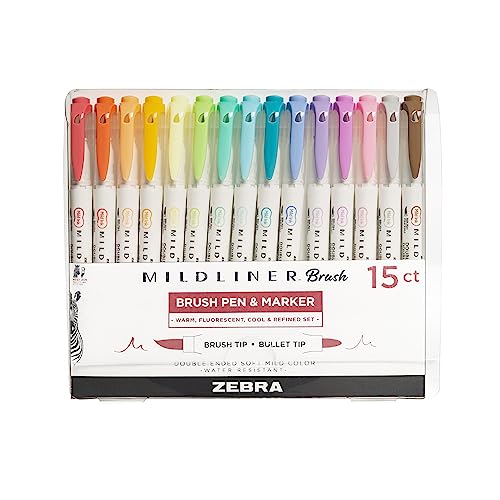 MILDLINER Brush 15 ct
BRUSH PEN & MARKER
WARM, FLUORESCENT, COOL & REFINED SET
BRUSH TIP • BULLET TIP
DOUBLE-ENDED SOFT MILD COLOR
WATER RESISTANT
ZEBRA